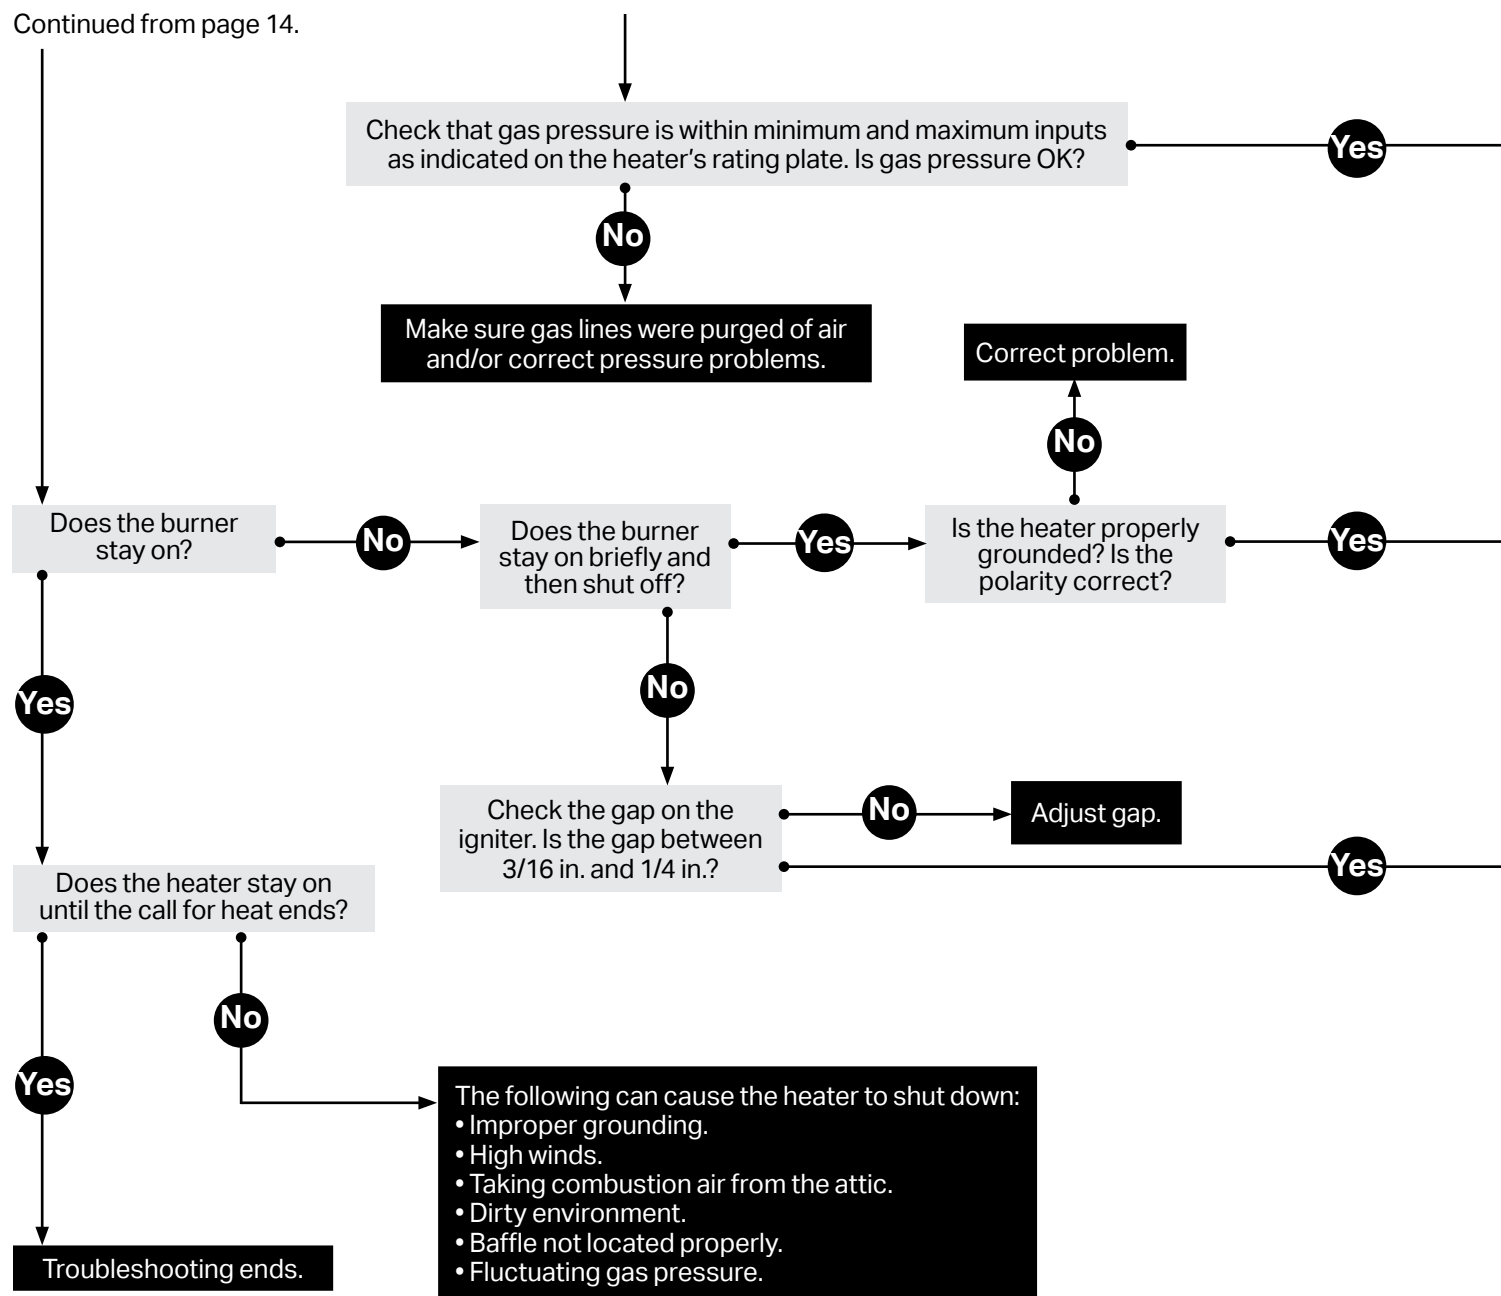 Continued from page 14.
Check that gas pressure is within minimum and maximum inputs
as indicated on the heater's rating plate. Is gas pressure OK?
Yes
No
Make sure gas lines were purged of air
and/or correct pressure problems.
Correct problem.
No
Does the burner
stay on?
No
Does the burner
stay on briefly and
then shut off?
Yes
Is the heater properly
grounded? Is the
polarity correct?
Yes
Yes
No
Check the gap on the
igniter. Is the gap between
3/16 in. and 1/4 in.?
No
Adjust gap.
Yes
Does the heater stay on
until the call for heat ends?
Yes
No
The following can cause the heater to shut down:
• Improper grounding.
• High winds.
• Taking combustion air from the attic.
• Dirty environment.
• Baffle not located properly.
• Fluctuating gas pressure.
Troubleshooting ends.